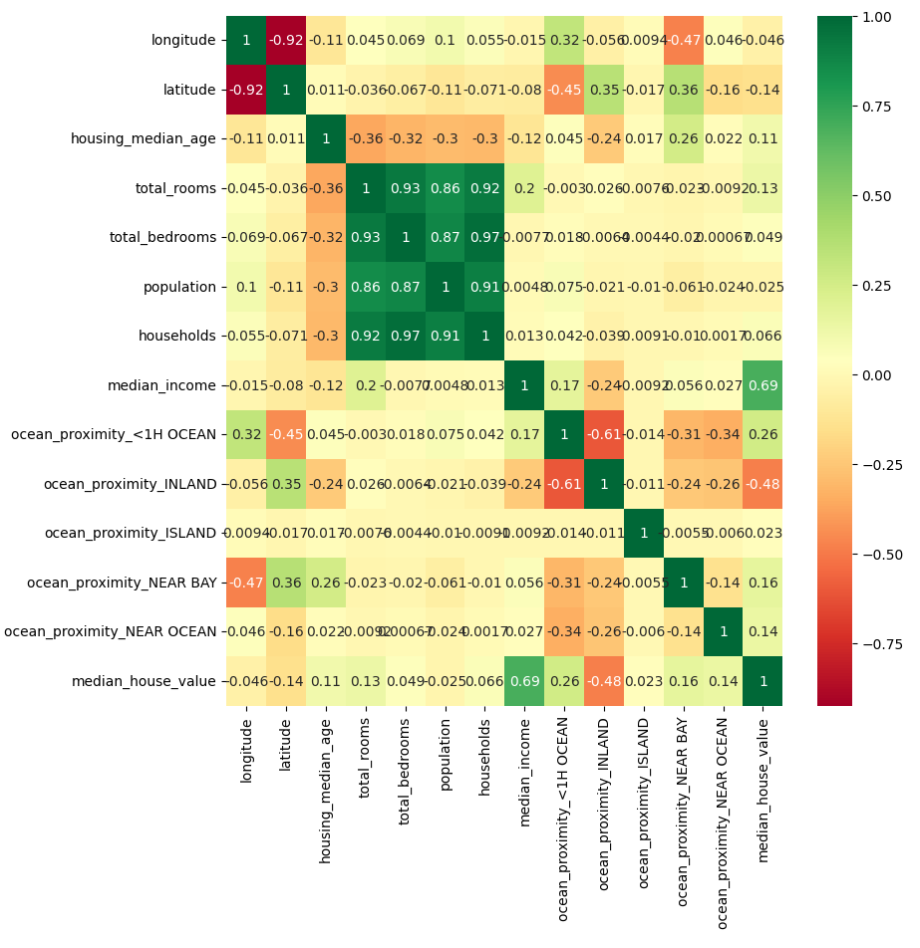 longitude 1 -0.92 -0.11 0.045 0.069 0.1 0.055 -0.015 0.32 -0.056 0.0094 -0.47 0.046 -0.046
latitude -0.92 1 0.011 -0.036 -0.067 -0.11 -0.071 -0.08 -0.45 0.35 -0.017 0.36 -0.16 -0.14
housing_median_age -0.11 0.011 1 -0.36 -0.32 -0.3 -0.3 -0.12 0.045 -0.24 0.017 0.26 0.022 0.11
total_rooms 0.045 -0.036 -0.36 1 0.93 0.86 0.92 0.2 -0.003 0.026 -0.0076 -0.023 -0.0092 0.13
total_bedrooms 0.069 -0.067 -0.32 0.93 1 0.87 0.97 -0.0077 0.018 -0.0064 -0.0044 -0.02 0.00067 0.049
population 0.1 -0.11 -0.3 0.86 0.87 1 0.91 0.0048 0.075 -0.021 -0.01 -0.061 -0.024 -0.025
households 0.055 -0.071 -0.3 0.92 0.97 0.91 1 0.013 0.042 -0.039 -0.0091 -0.01 0.0017 0.066
median_income -0.015 -0.08 -0.12 0.2 -0.0077 0.0048 0.013 1 0.17 -0.24 -0.0092 0.056 0.027 0.69
ocean_proximity_<1H OCEAN 0.32 -0.45 0.045 -0.003 0.018 0.075 0.042 0.17 1 -0.61 -0.014 -0.31 -0.34 0.26
ocean_proximity_INLAND -0.056 0.35 -0.24 0.026 -0.0064 -0.021 -0.039 -0.24 -0.61 1 -0.011 -0.24 -0.26 -0.48
ocean_proximity_ISLAND 0.0094 -0.017 0.017 -0.0076 -0.0044 -0.01 -0.0091 -0.0092 -0.014 -0.011 1 -0.0055 -0.006 0.023
ocean_proximity_NEAR BAY -0.47 0.36 0.26 -0.023 -0.02 -0.061 -0.01 0.056 -0.31 -0.24 -0.0055 1 -0.14 0.16
ocean_proximity_NEAR OCEAN 0.046 -0.16 0.022 -0.0092 0.00067 -0.024 0.0017 0.027 -0.34 -0.26 -0.006 -0.14 1 0.14
median_house_value -0.046 -0.14 0.11 0.13 0.049 -0.025 0.066 0.69 0.26 -0.48 0.023 0.16 0.14 1
longitude
latitude
housing_median_age
total_rooms
total_bedrooms
population
households
median_income
ocean_proximity_<1H OCEAN
ocean_proximity_INLAND
ocean_proximity_ISLAND
ocean_proximity_NEAR BAY
ocean_proximity_NEAR OCEAN
median_house_value
1.00
0.75
0.50
0.25
0.00
−0.25
−0.50
−0.75